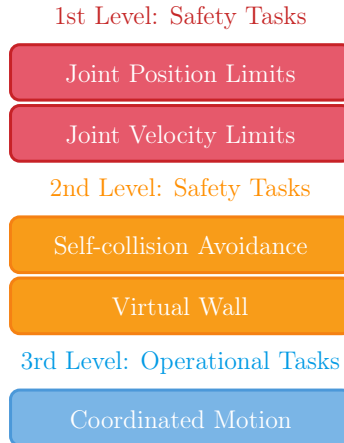 1st Level: Safety Tasks
Joint Position Limits
Joint Velocity Limits
2nd Level: Safety Tasks
Self-collision Avoidance
Virtual Wall
3rd Level: Operational Tasks
Coordinated Motion